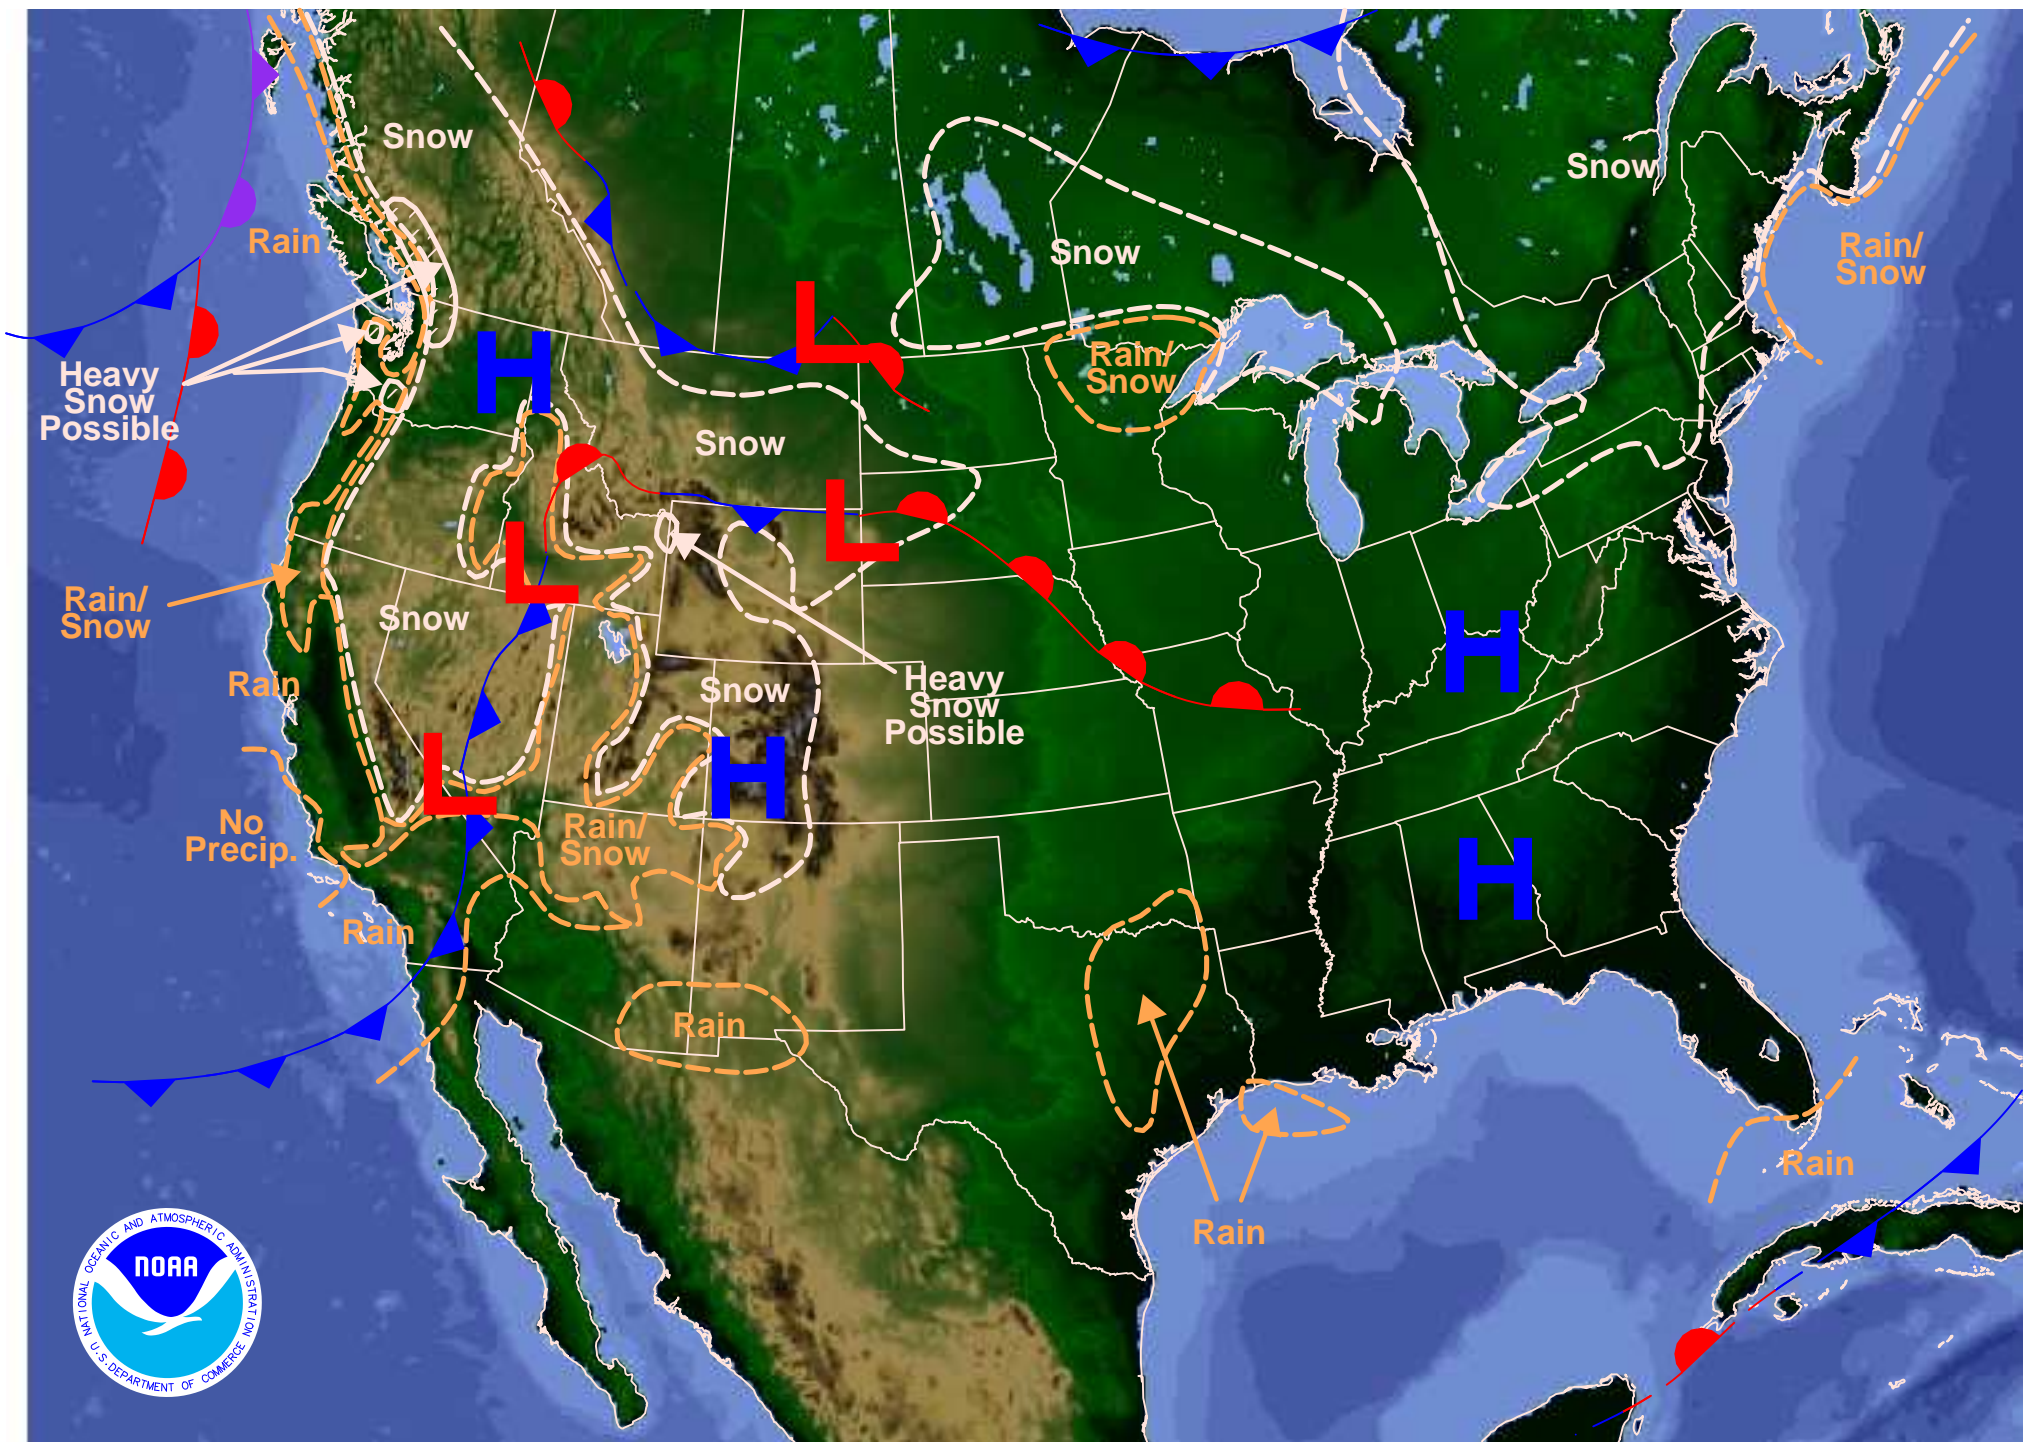 Snow
Snow
Rain
Snow
Rain/
Snow
Rain/
Snow
L
H
Heavy
Snow
Possible
Snow
L
L
Rain/
Snow
Snow
H
Snow
Heavy
Snow
Possible
Rain
L
H
No
Precip.
Rain/
Snow
H
Rain
Rain
Rain
Rain
NATIONAL OCEANIC AND ATMOSPHERIC ADMINISTRATION
NOAA
U.S. DEPARTMENT OF COMMERCE